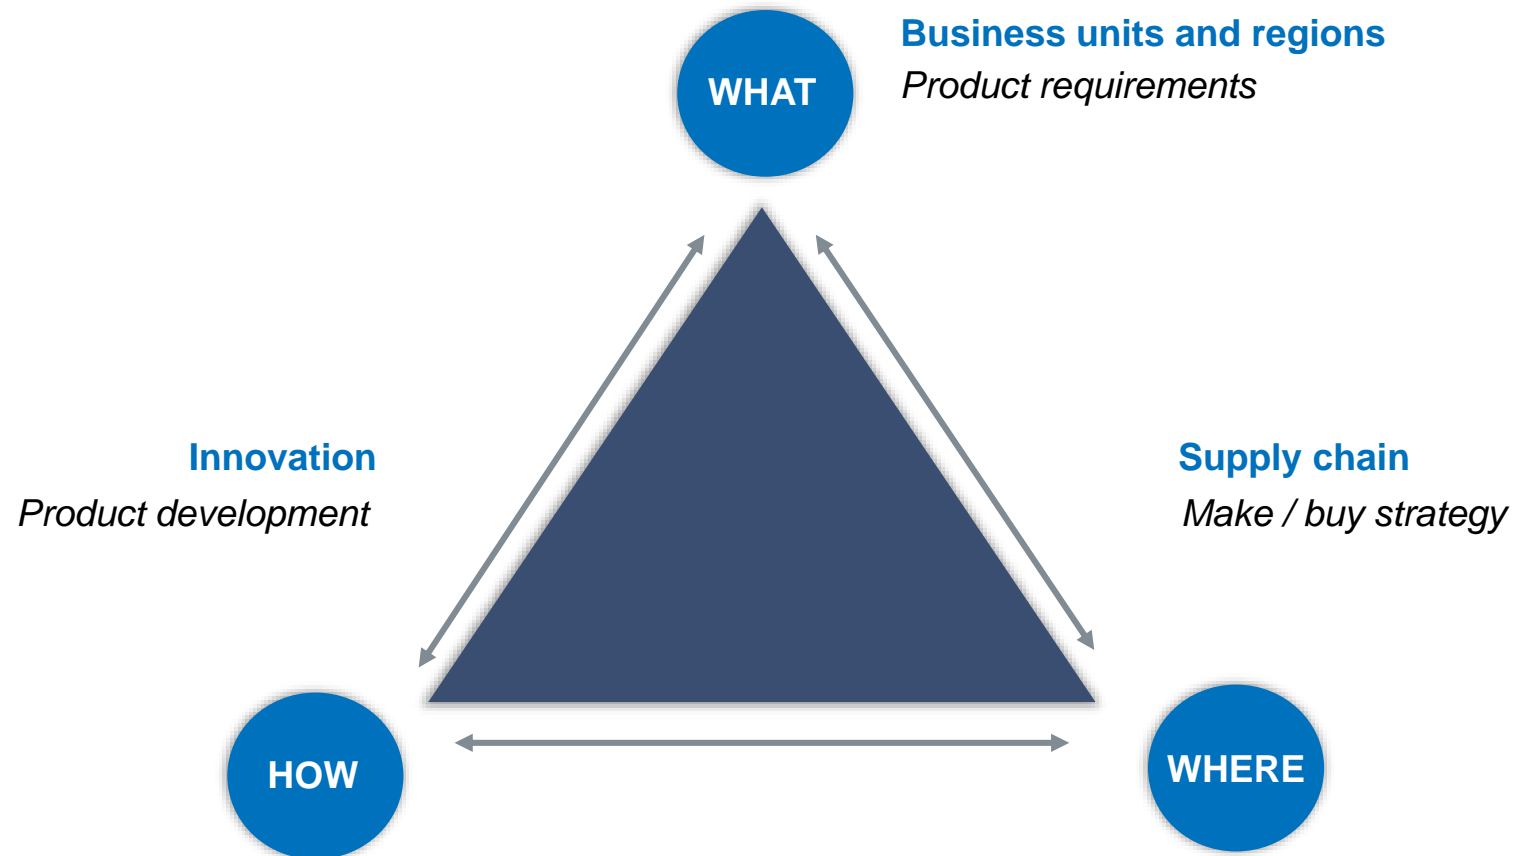 Business units and regions
WHAT
Product requirements
Innovation
Product development
Supply chain
Make / buy strategy
HOW
WHERE